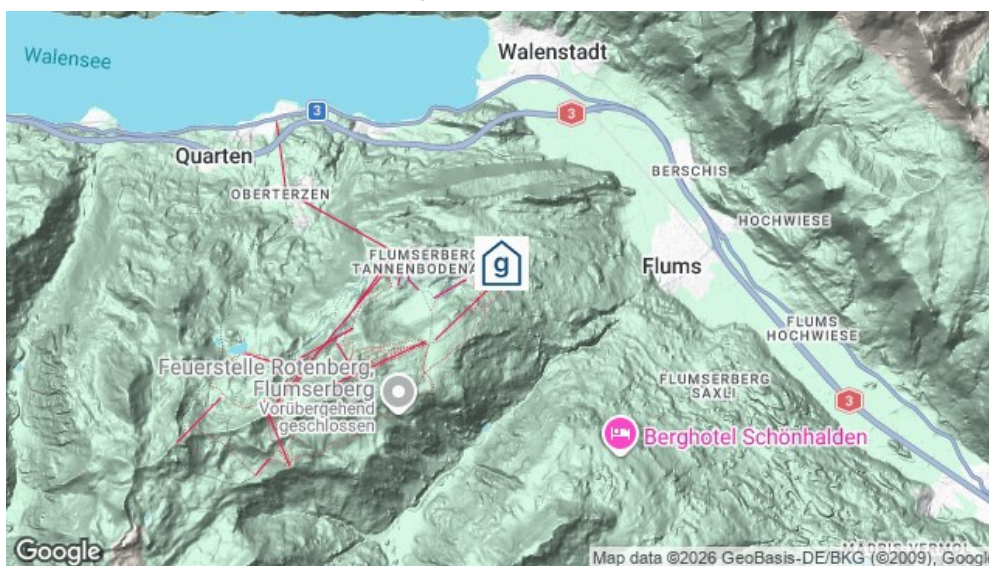 Walensee
Walenstadt
3
3
Quarten
BERSCHIS
OBERTERZEN
HOCHWIESE
FLUMSERBERG
TANNENBODENA
g
Flums
FLUMS
HOCHWIESE
Feuerstelle Rotenberg,
Flumserberg
Vorübergehend
geschlossen
FLUMSERBERG
SAXLI
3
Berghotel Schönhalden
Google
Map data ©2026 GeoBasis-DE/BKG (©2009), Google